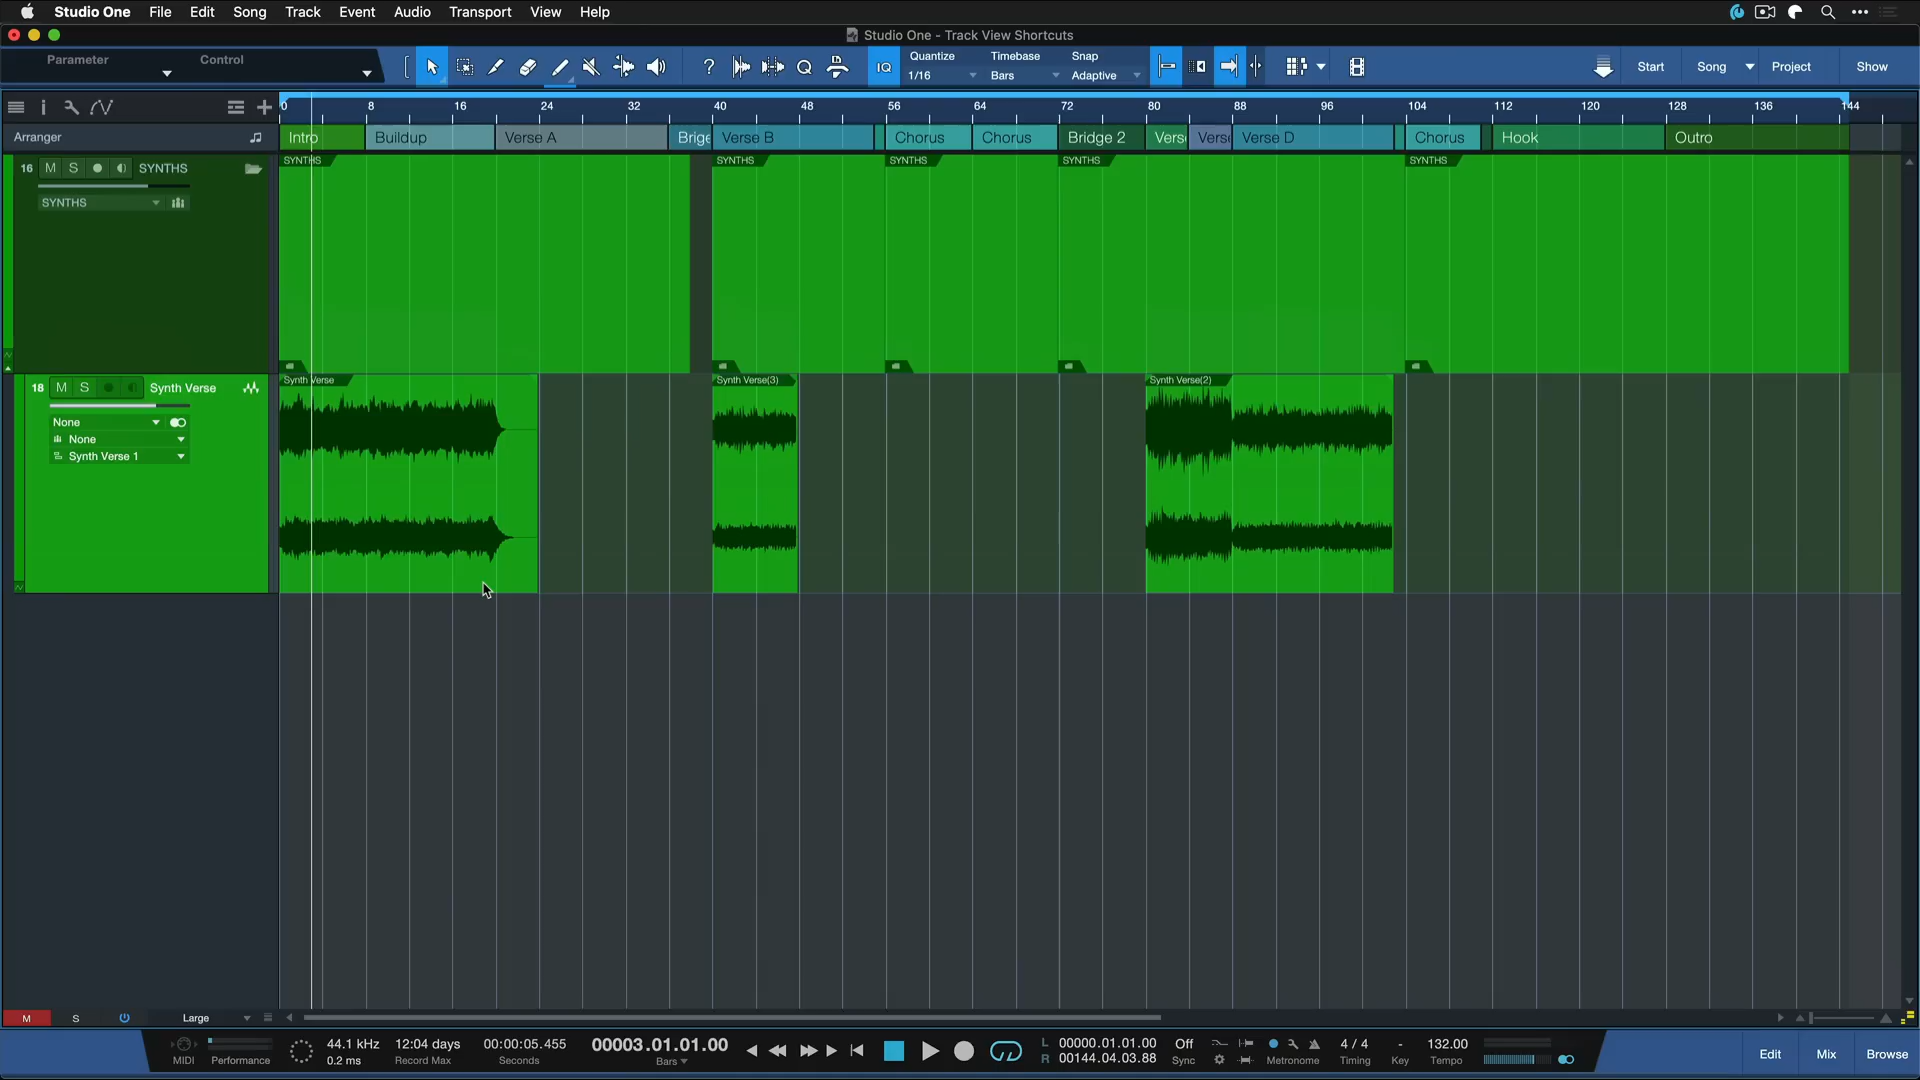 Studio One File Edit Song Track Event Audio Transport View Help
Studio One - Track View Shortcuts
Parameter Control
? Q IQ
Quantize Timebase Snap
1/16 Bars Adaptive
Start Song Project Show
0 8 16 24 32 40 48 56 64 72 80 88 96 104 112 120 128 136 144
Arranger
Intro Buildup Verse A Brige Verse B Chorus Chorus Bridge 2 Verse Verse Verse D Chorus Hook Outro
16 M S SYNTHS
SYNTHS SYNTHS SYNTHS SYNTHS SYNTHS
SYNTHS
18 M S Synth Verse
Synth Verse Synth Verse(3) Synth Verse(2)
None
None
Synth Verse 1
M S Large
MIDI Performance
44.1 kHz
0.2 ms
12:04 days
Record Max
00:00:05.455
Seconds
00003.01.01.00
Bars
L 00000.01.01.00
R 00144.04.03.88
Off
Sync
Metronome
4 / 4
Timing
-
Key
132.00
Tempo
Edit Mix Browse